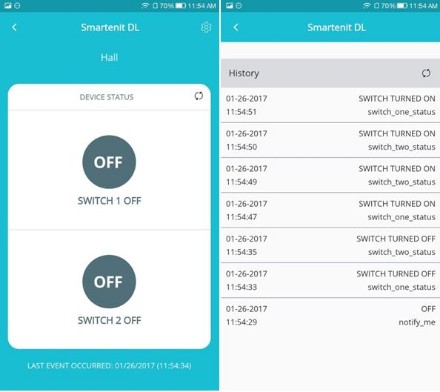 70% 11:54 AM
Smartenit DL
Hall
DEVICE STATUS
OFF
SWITCH 1 OFF
OFF
SWITCH 2 OFF
LAST EVENT OCCURRED: 01/26/2017 (11:54:34)
70% 11:54 AM
Smartenit DL
History
01-26-2017 SWITCH TURNED ON
11:54:51 switch_one_status
01-26-2017 SWITCH TURNED ON
11:54:50 switch_two_status
01-26-2017 SWITCH TURNED ON
11:54:49 switch_two_status
01-26-2017 SWITCH TURNED ON
11:54:47 switch_one_status
01-26-2017 SWITCH TURNED OFF
11:54:35 switch_two_status
01-26-2017 SWITCH TURNED OFF
11:54:33 switch_one_status
01-26-2017 OFF
11:54:29 notify_me